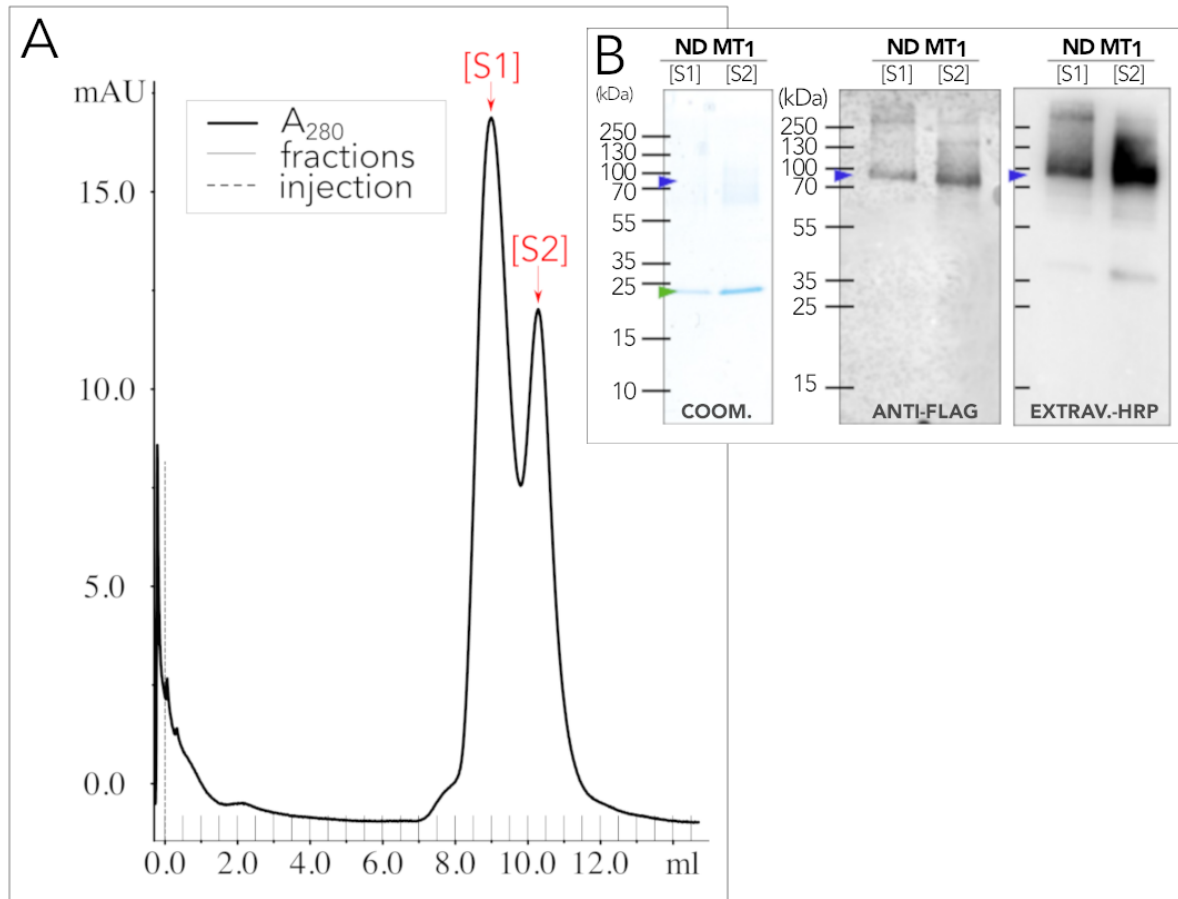 A
mAU
15.0
10.0
5.0
0.0
0.0 2.0 4.0 6.0 8.0 10.0 12.0 ml
A280
fractions
injection
[S1]
[S2]
B
ND MT1
[S1] [S2]
(kDa)
250
130
100
70
55
35
25
15
10
COOM.
ND MT1
[S1] [S2]
(kDa)
250
130
100
70
55
35
25
15
ANTI-FLAG
ND MT1
[S1] [S2]
EXTRAV.-HRP